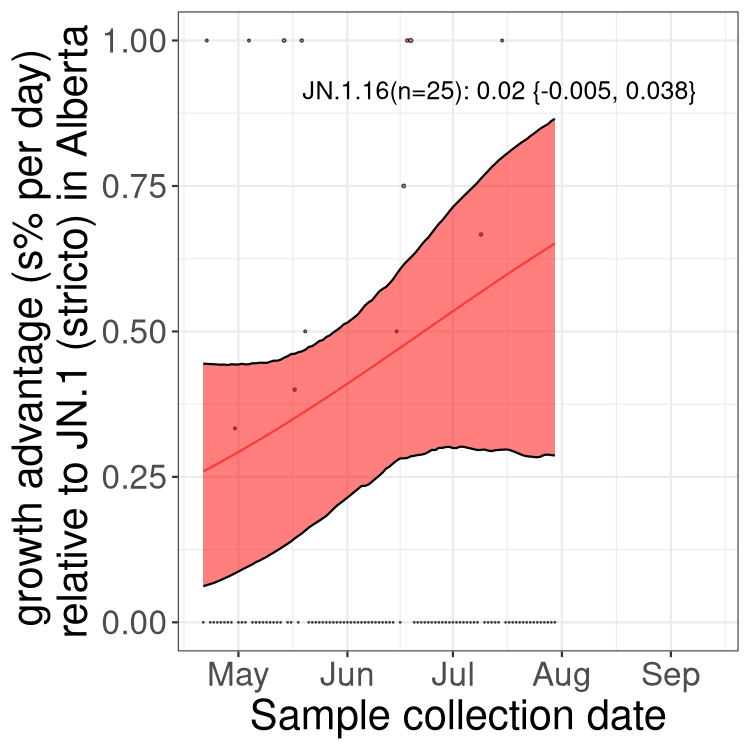 growth advantage (s% per day)
relative to JN.1 (stricto) in Alberta
1.00
0.75
0.50
0.25
0.00
JN.1.16(n=25): 0.02 {-0.005, 0.038}
May Jun Jul Aug Sep
Sample collection date